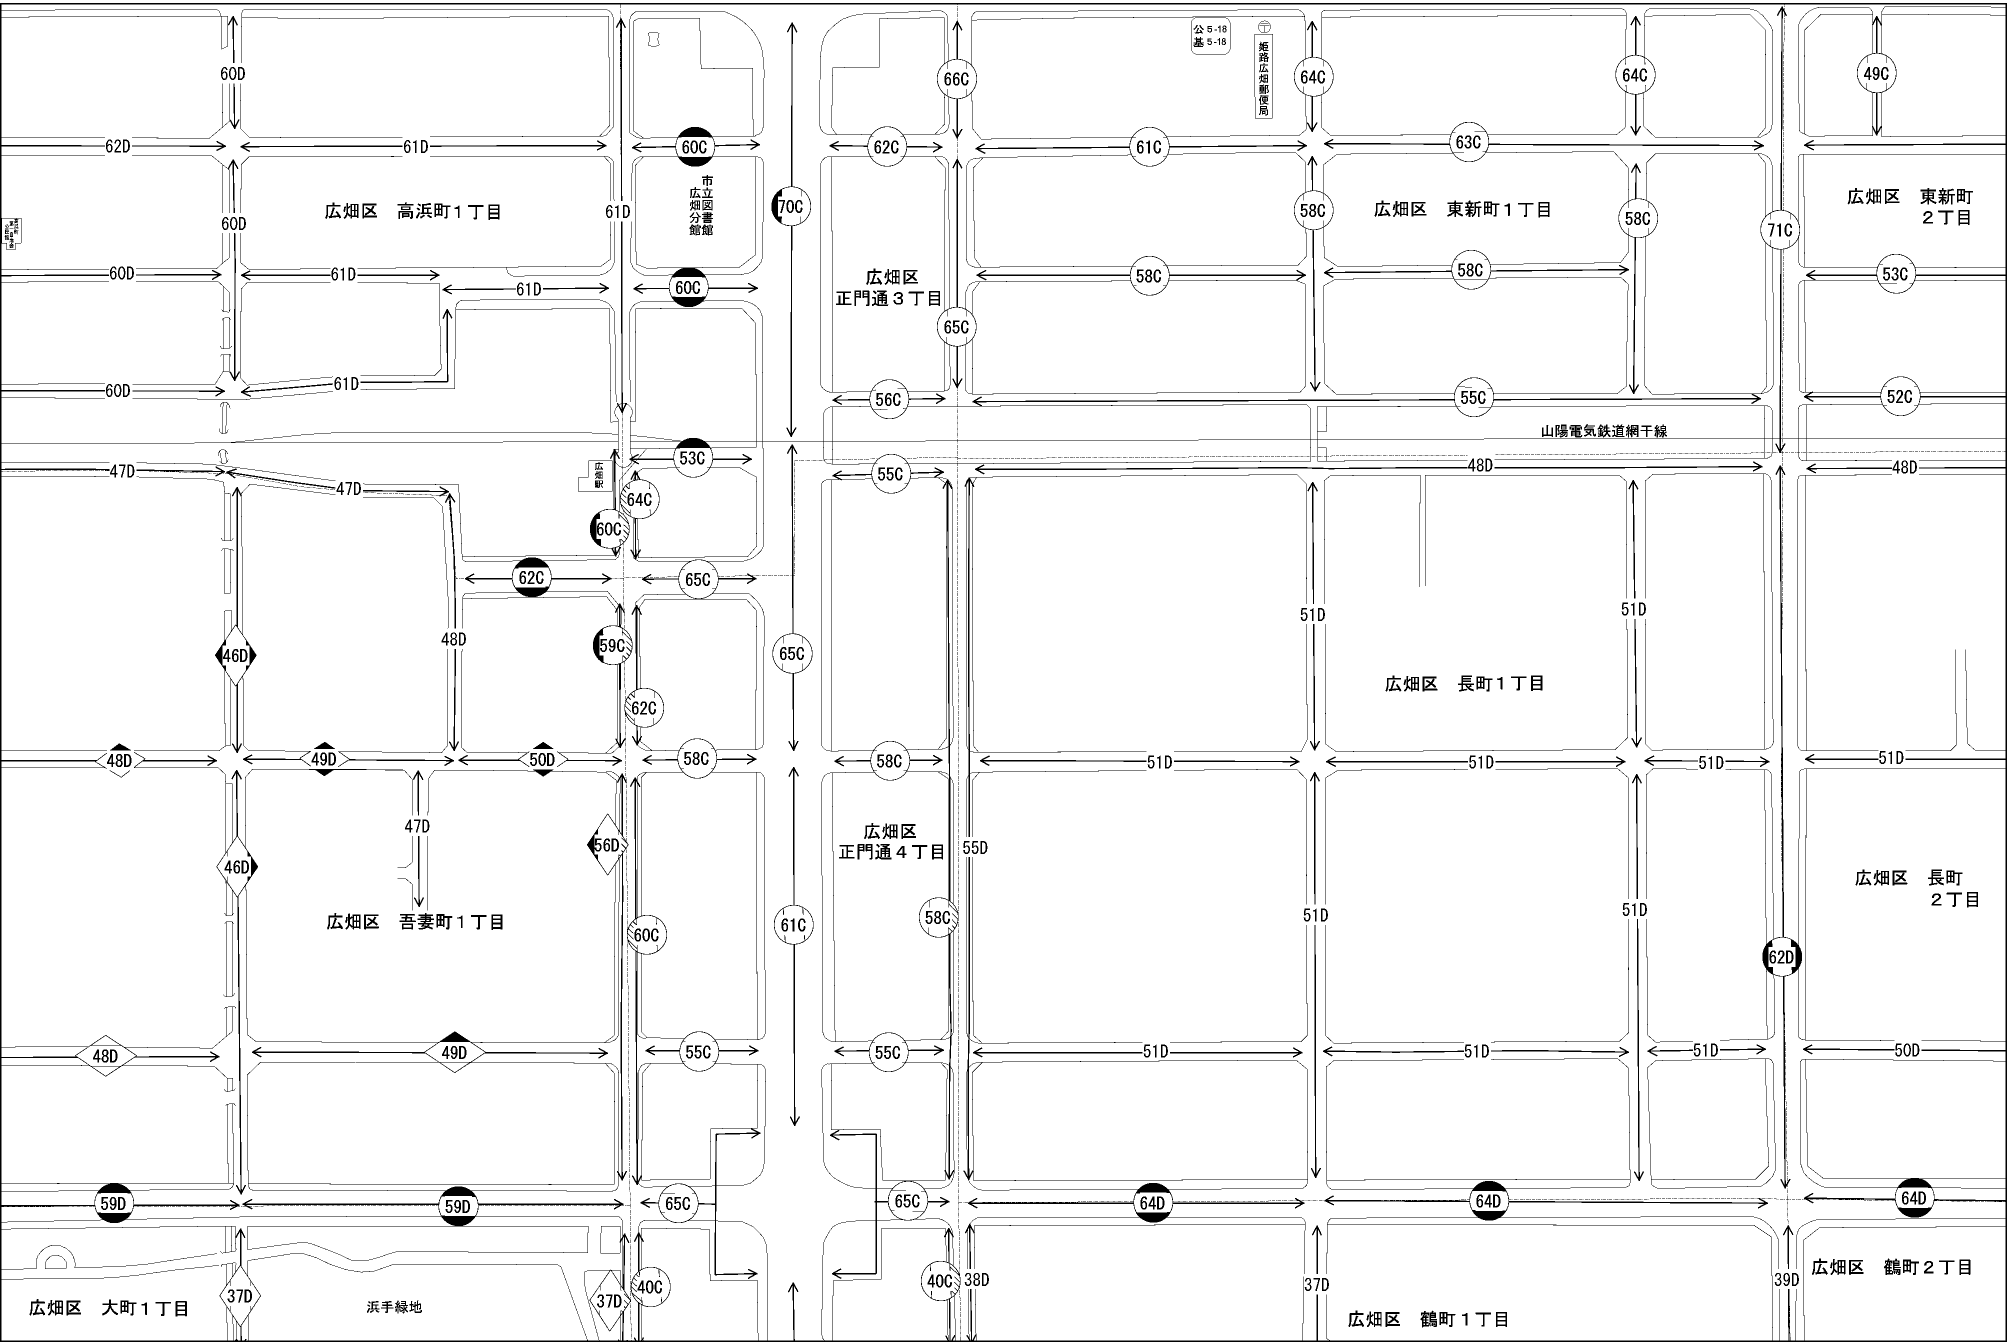 公 5-18
基 5-18
〒
姫路広畑郵便局
60D
66C
64C
64C
49C
62D
61D
60C
62C
61C
63C
市立図書館
広畑分館
60D
広畑区 高浜町1丁目
61D
70C
58C
広畑区 東新町1丁目
58C
71C
広畑区 東新町
2丁目
60D
61D
61D
60C
広畑区
正門通3丁目
58C
58C
53C
65C
60D
61D
56C
55C
52C
山陽電気鉄道網干線
47D
47D
広畑駅
53C
55C
48D
48D
64C
60C
62C
65C
46D
48D
59C
65C
51D
51D
62C
広畑区 長町1丁目
48D
49D
50D
58C
58C
51D
51D
51D
51D
47D
56D
広畑区
正門通4丁目
55D
46D
広畑区 長町
2丁目
広畑区 吾妻町1丁目
60C
61C
58C
51D
51D
62D
48D
49D
55C
55C
51D
51D
51D
50D
59D
59D
65C
65C
64D
64D
64D
広畑区 大町1丁目
37D
浜手緑地
37D
40C
40C
38D
37D
広畑区 鶴町1丁目
39D
広畑区 鶴町2丁目